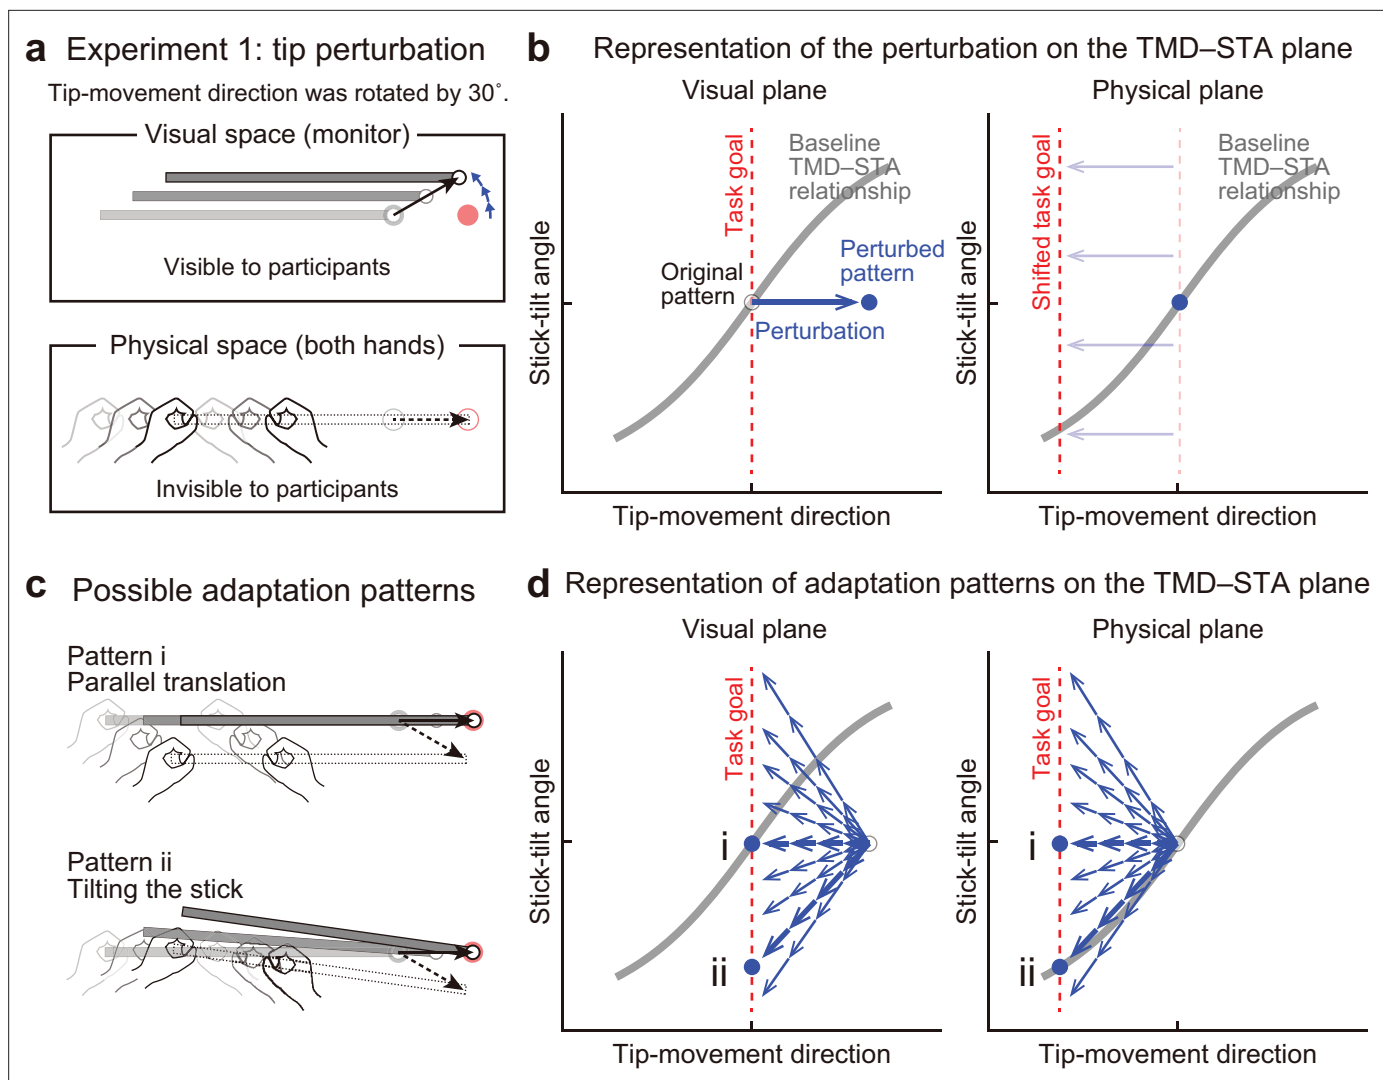 a Experiment 1: tip perturbation
Tip-movement direction was rotated by 30˚.
Visual space (monitor)
Visible to participants
Physical space (both hands)
Invisible to participants
b Representation of the perturbation on the TMD–STA plane
Visual plane
Task goal
Baseline
TMD–STA
relationship
Original
pattern
Perturbed
pattern
Perturbation
Stick-tilt angle
Tip-movement direction
Physical plane
Shifted task goal
Baseline
TMD–STA
relationship
Stick-tilt angle
Tip-movement direction
c Possible adaptation patterns
Pattern i
Parallel translation
Pattern ii
Tilting the stick
d Representation of adaptation patterns on the TMD–STA plane
Visual plane
Task goal
i
ii
Stick-tilt angle
Tip-movement direction
Physical plane
Task goal
i
ii
Stick-tilt angle
Tip-movement direction